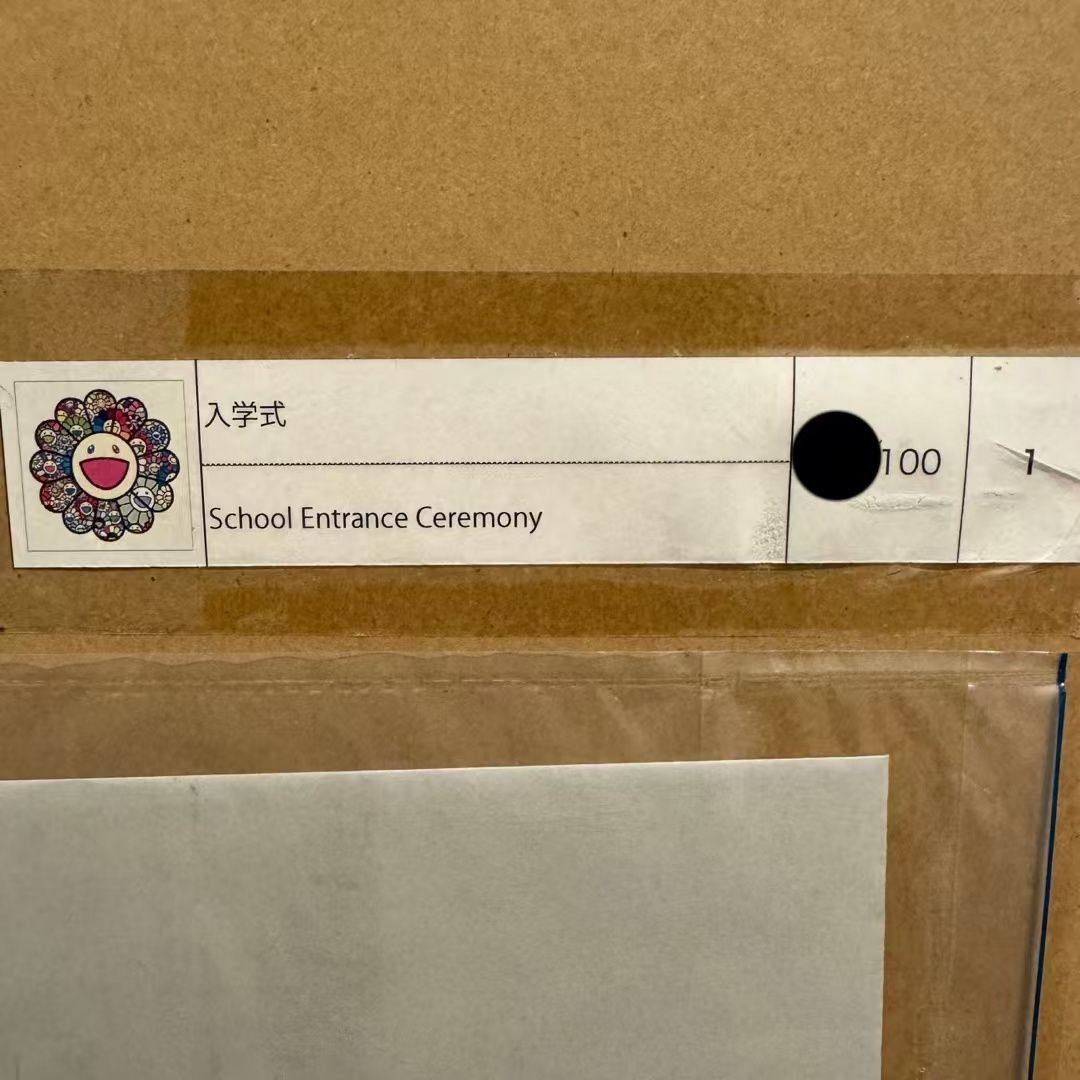 入学式
School Entrance Ceremony
/100
1